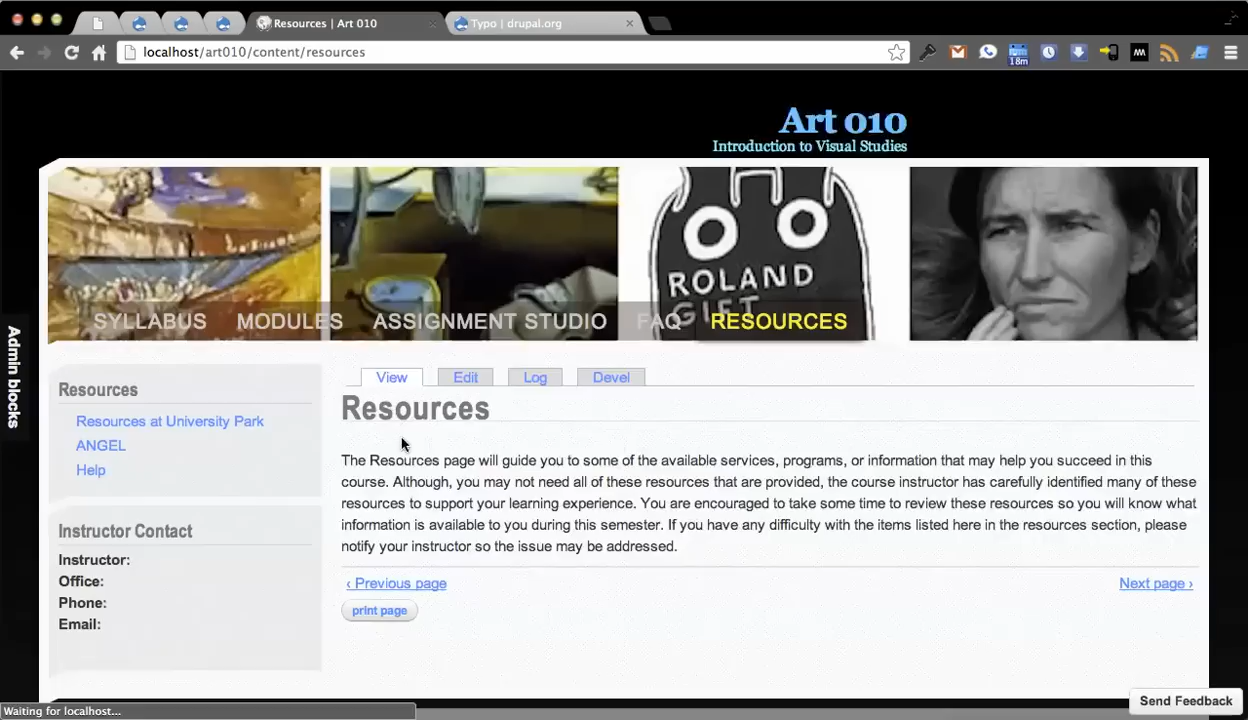 Resources | Art 010
Typo | drupal.org
localhost/art010/content/resources
18m
Art 010
Introduction to Visual Studies
ROLAND
GIFT
SYLLABUS MODULES ASSIGNMENT STUDIO FAQ RESOURCES
Admin blocks
Resources
Resources at University Park
ANGEL
Help
Instructor Contact
Instructor:
Office:
Phone:
Email:
View Edit Log Devel
Resources
The Resources page will guide you to some of the available services, programs, or information that may help you succeed in this
course. Although, you may not need all of these resources that are provided, the course instructor has carefully identified many of these
resources to support your learning experience. You are encouraged to take some time to review these resources so you will know what
information is available to you during this semester. If you have any difficulty with the items listed here in the resources section, please
notify your instructor so the issue may be addressed.
‹ Previous page Next page ›
print page
Waiting for localhost...
Send Feedback